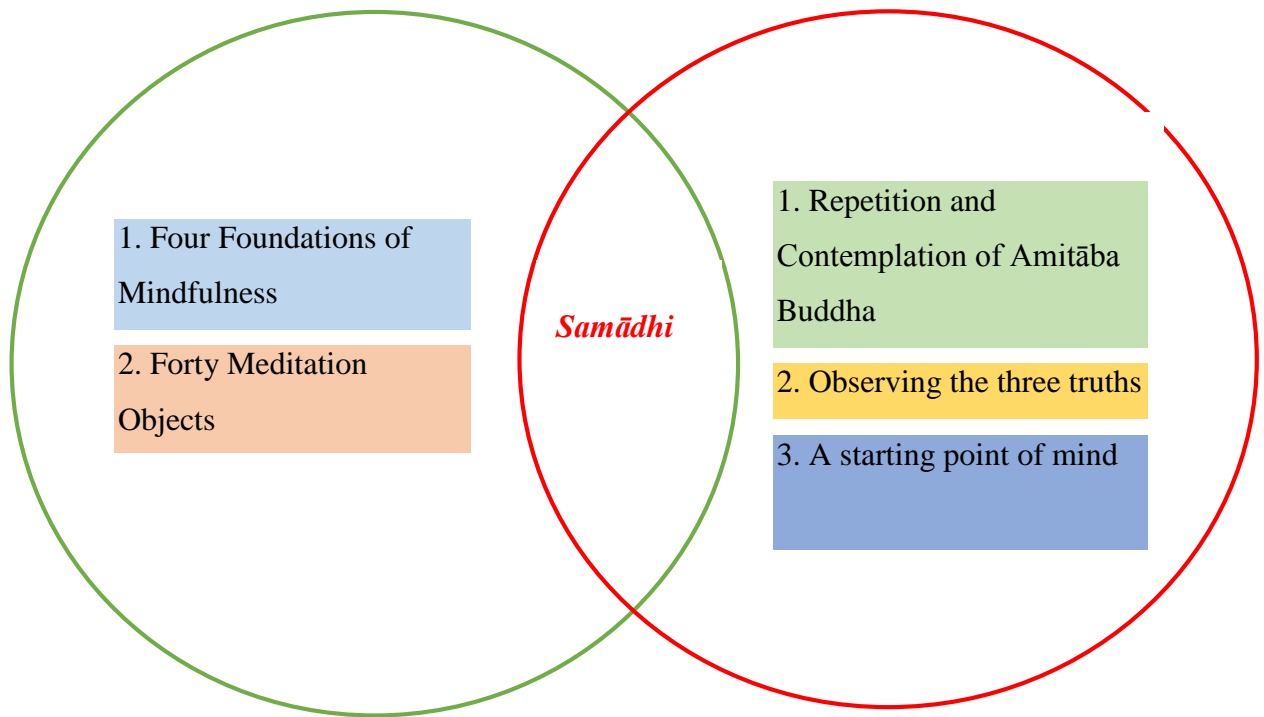 1. Four Foundations of
Mindfulness
2. Forty Meditation
Objects
Samādhi
1. Repetition and
Contemplation of Amitāba
Buddha
2. Observing the three truths
3. A starting point of mind